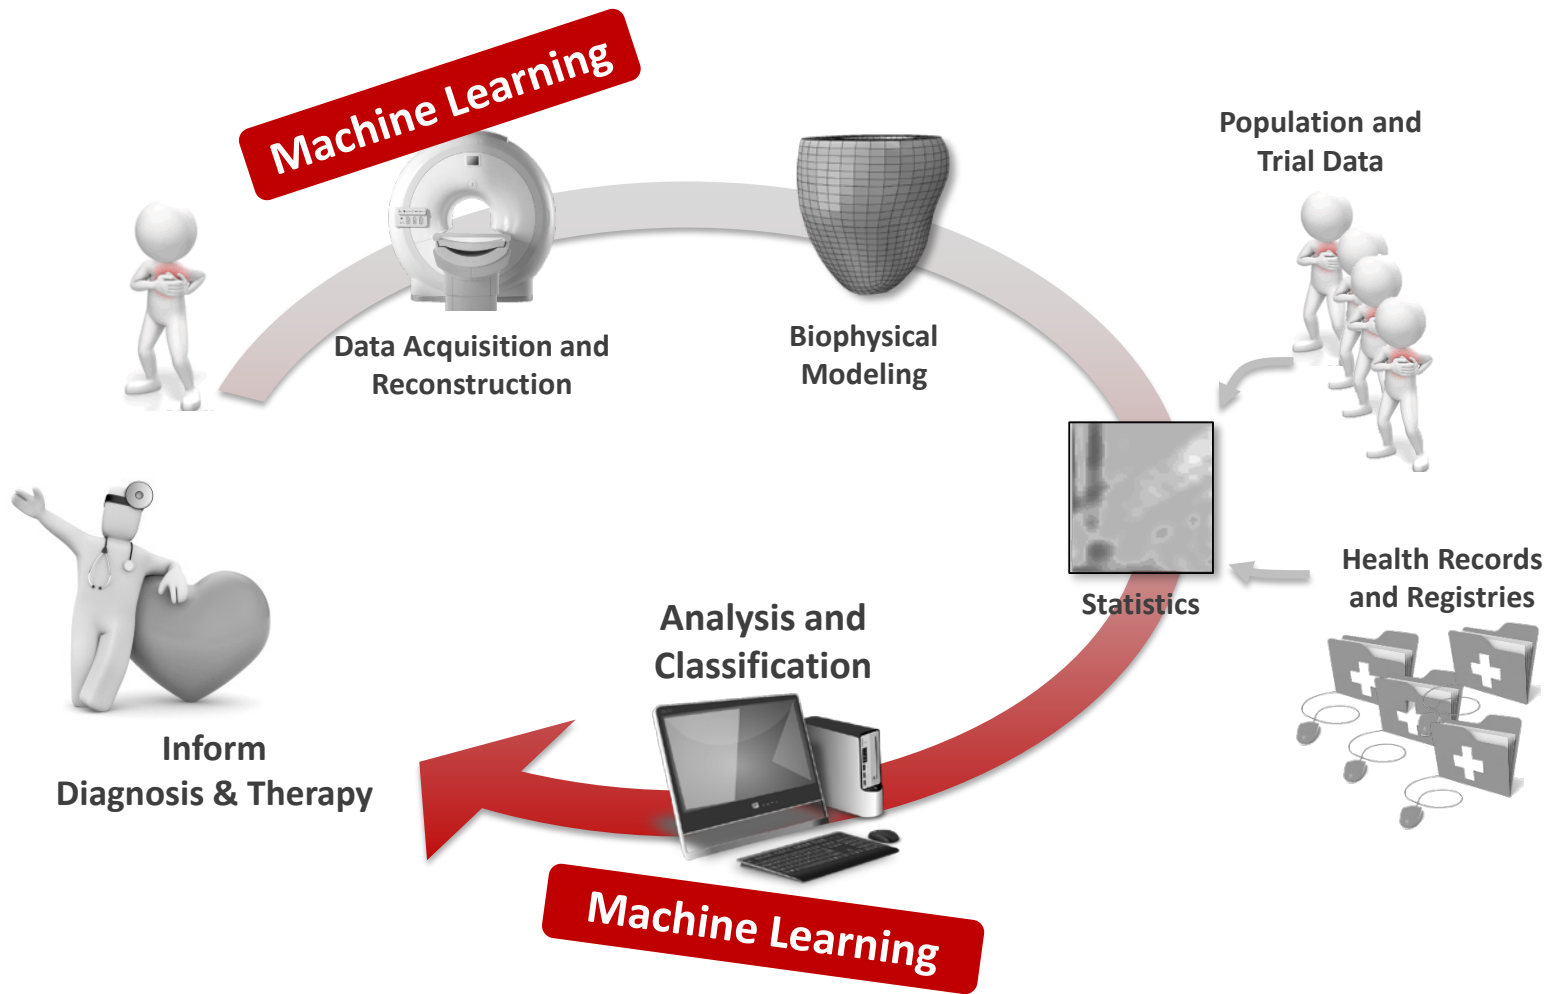 Machine Learning
Population and
Trial Data
Data Acquisition and
Reconstruction
Biophysical
Modeling
Health Records
and Registries
Statistics
Analysis and
Classification
Inform
Diagnosis & Therapy
Machine Learning